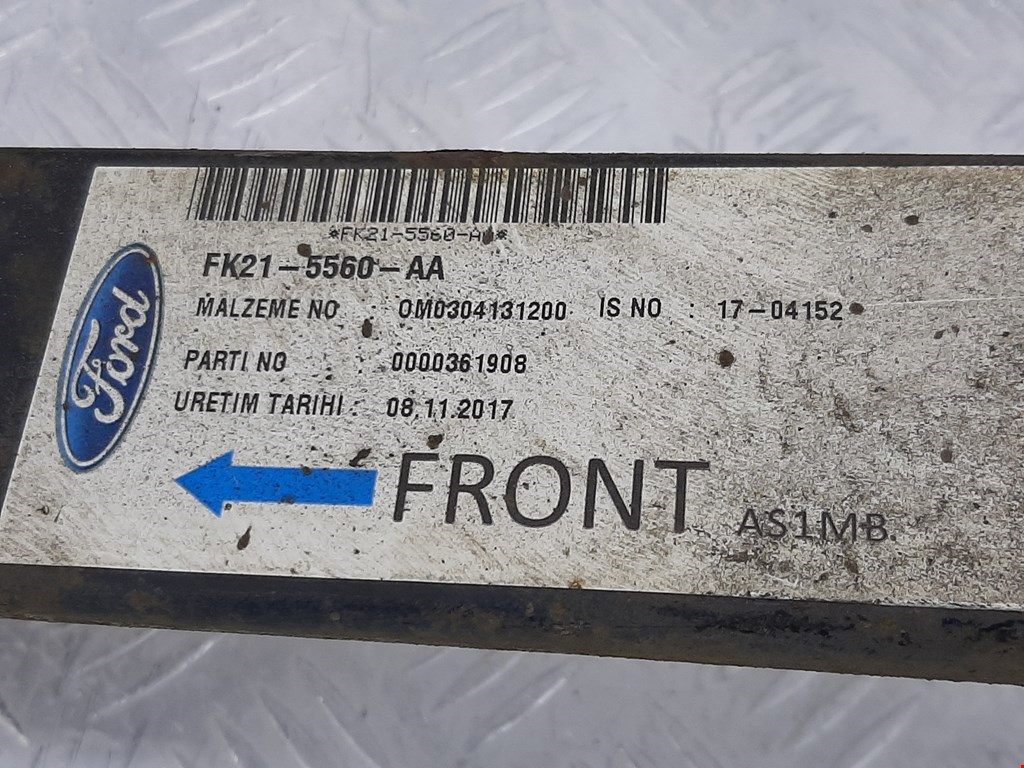 *FK21-5560-AA*
FK21-5560-AA
MALZEME NO : OM0304131200 IS NO : 17-04152
PARTI NO : 0000361908
URETIM TARIHI : 08.11.2017
Ford
FRONT AS1MB